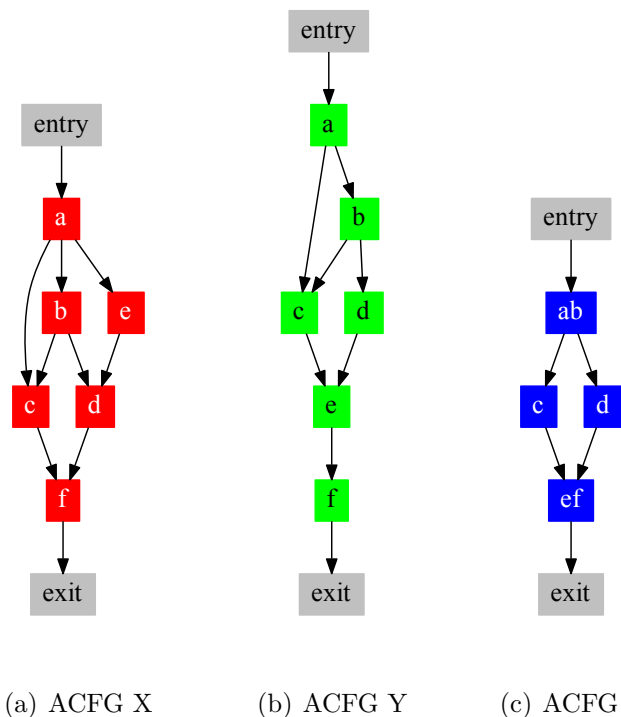 entry
a
b
e
c
d
f
exit
(a) ACFG X
entry
a
b
c
d
e
f
exit
(b) ACFG Y
entry
ab
c
d
ef
exit
(c) ACFG